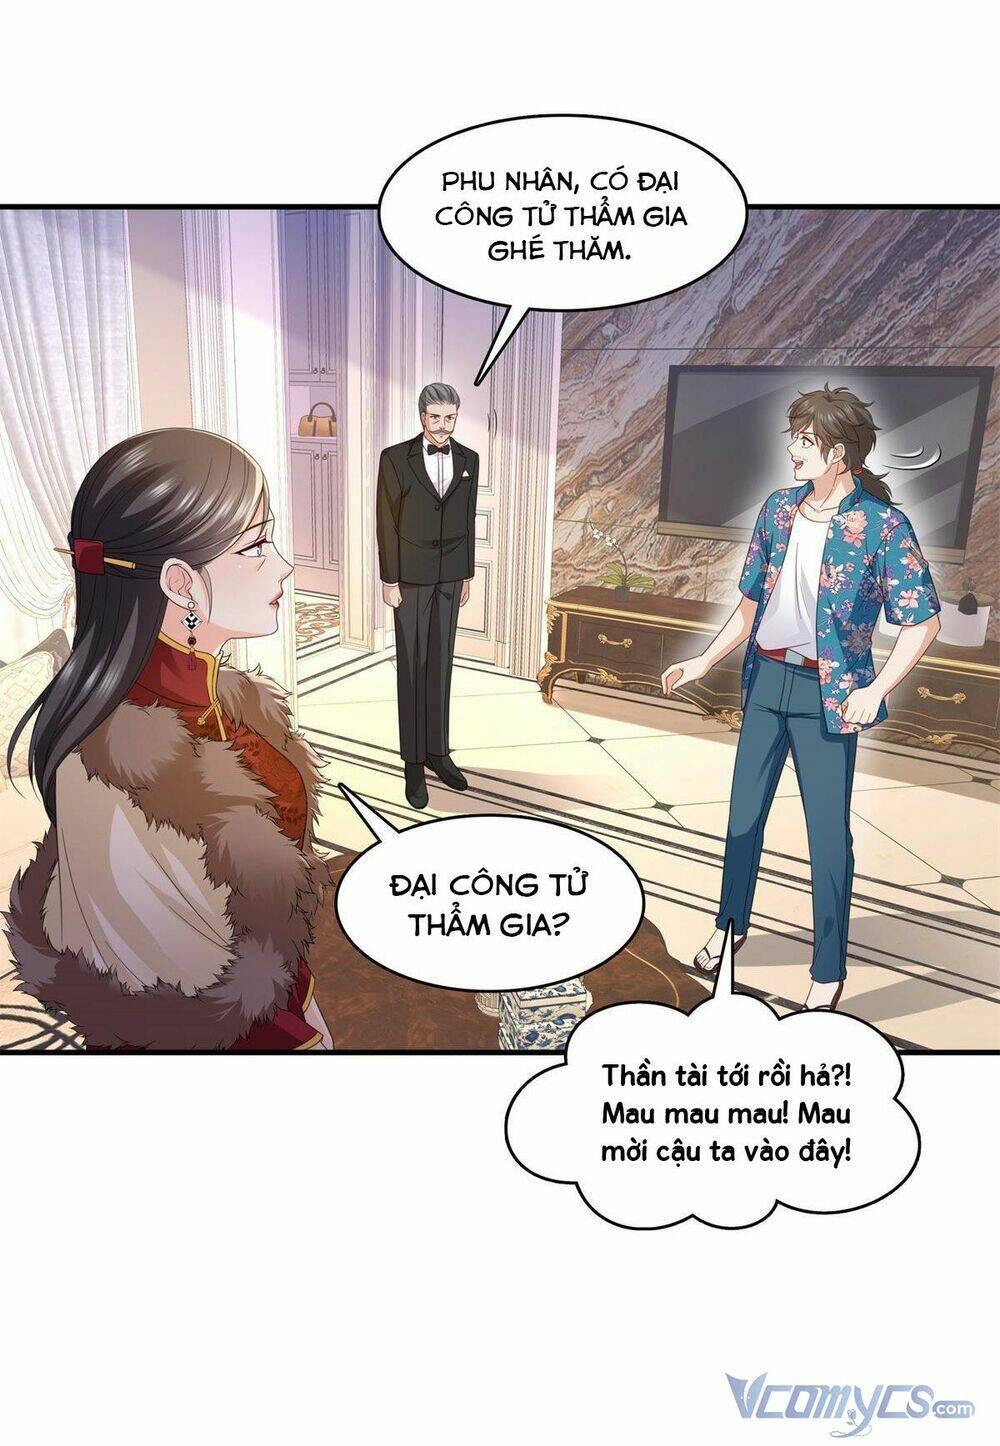 PHU NHÂN, CÓ ĐẠI
CÔNG TỬ THẨM GIA
GHÉ THĂM.
ĐẠI CÔNG TỬ
THẨM GIA?
Thần tài tới rồi hả?!
Mau mau mau! Mau
mời cậu ta vào đây!
VCOMYCS.com